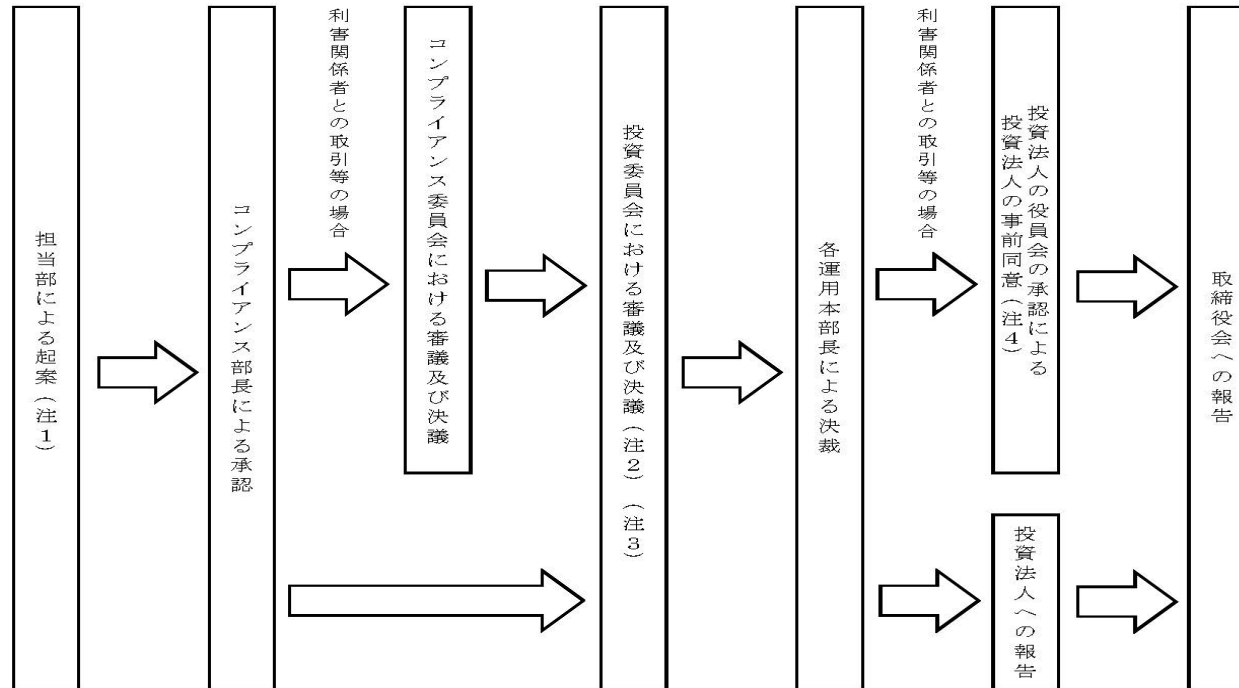 担当部による起案（注１）
コンプライアンス部長による承認
利害関係者との取引等の場合
コンプライアンス委員会における審議及び決議
投資委員会における審議及び決議（注２）（注３）
各運用本部長による決裁
利害関係者との取引等の場合
投資法人の役員会の承認による
投資法人の事前同意（注４）
投資法人への報告
取締役会への報告